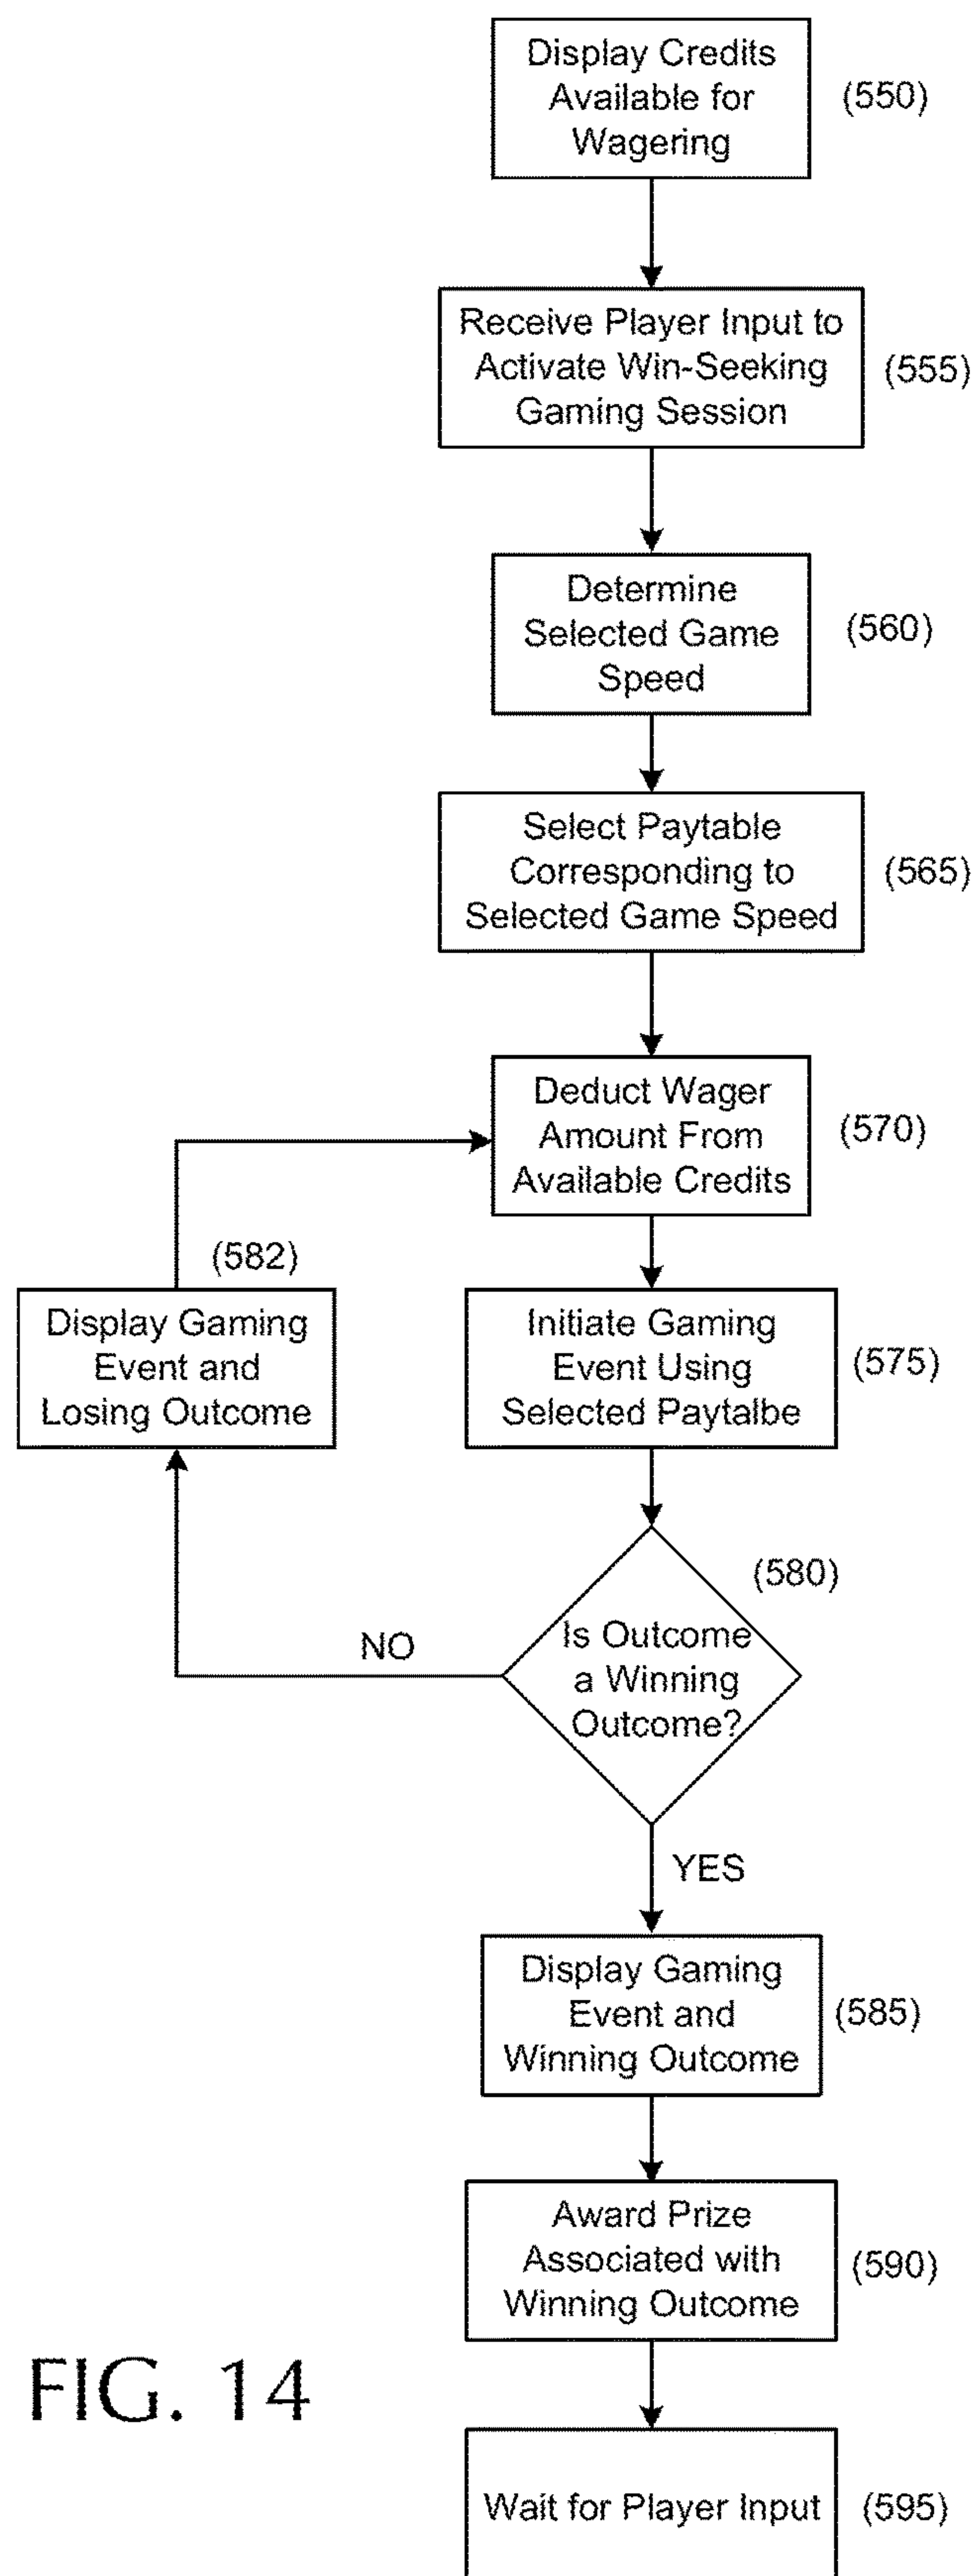 Display Credits
Available for
Wagering
(550)
Receive Player Input to
Activate Win-Seeking
Gaming Session
(555)
Determine
Selected Game
Speed
(560)
Select Paytable
Corresponding to
Selected Game Speed
(565)
Deduct Wager
Amount From
Available Credits
(570)
(582)
Display Gaming
Event and
Losing Outcome
Initiate Gaming
Event Using
Selected Paytalbe
(575)
(580)
Is Outcome
a Winning
Outcome?
NO
YES
Display Gaming
Event and
Winning Outcome
(585)
Award Prize
Associated with
Winning Outcome
(590)
FIG. 14
Wait for Player Input
(595)